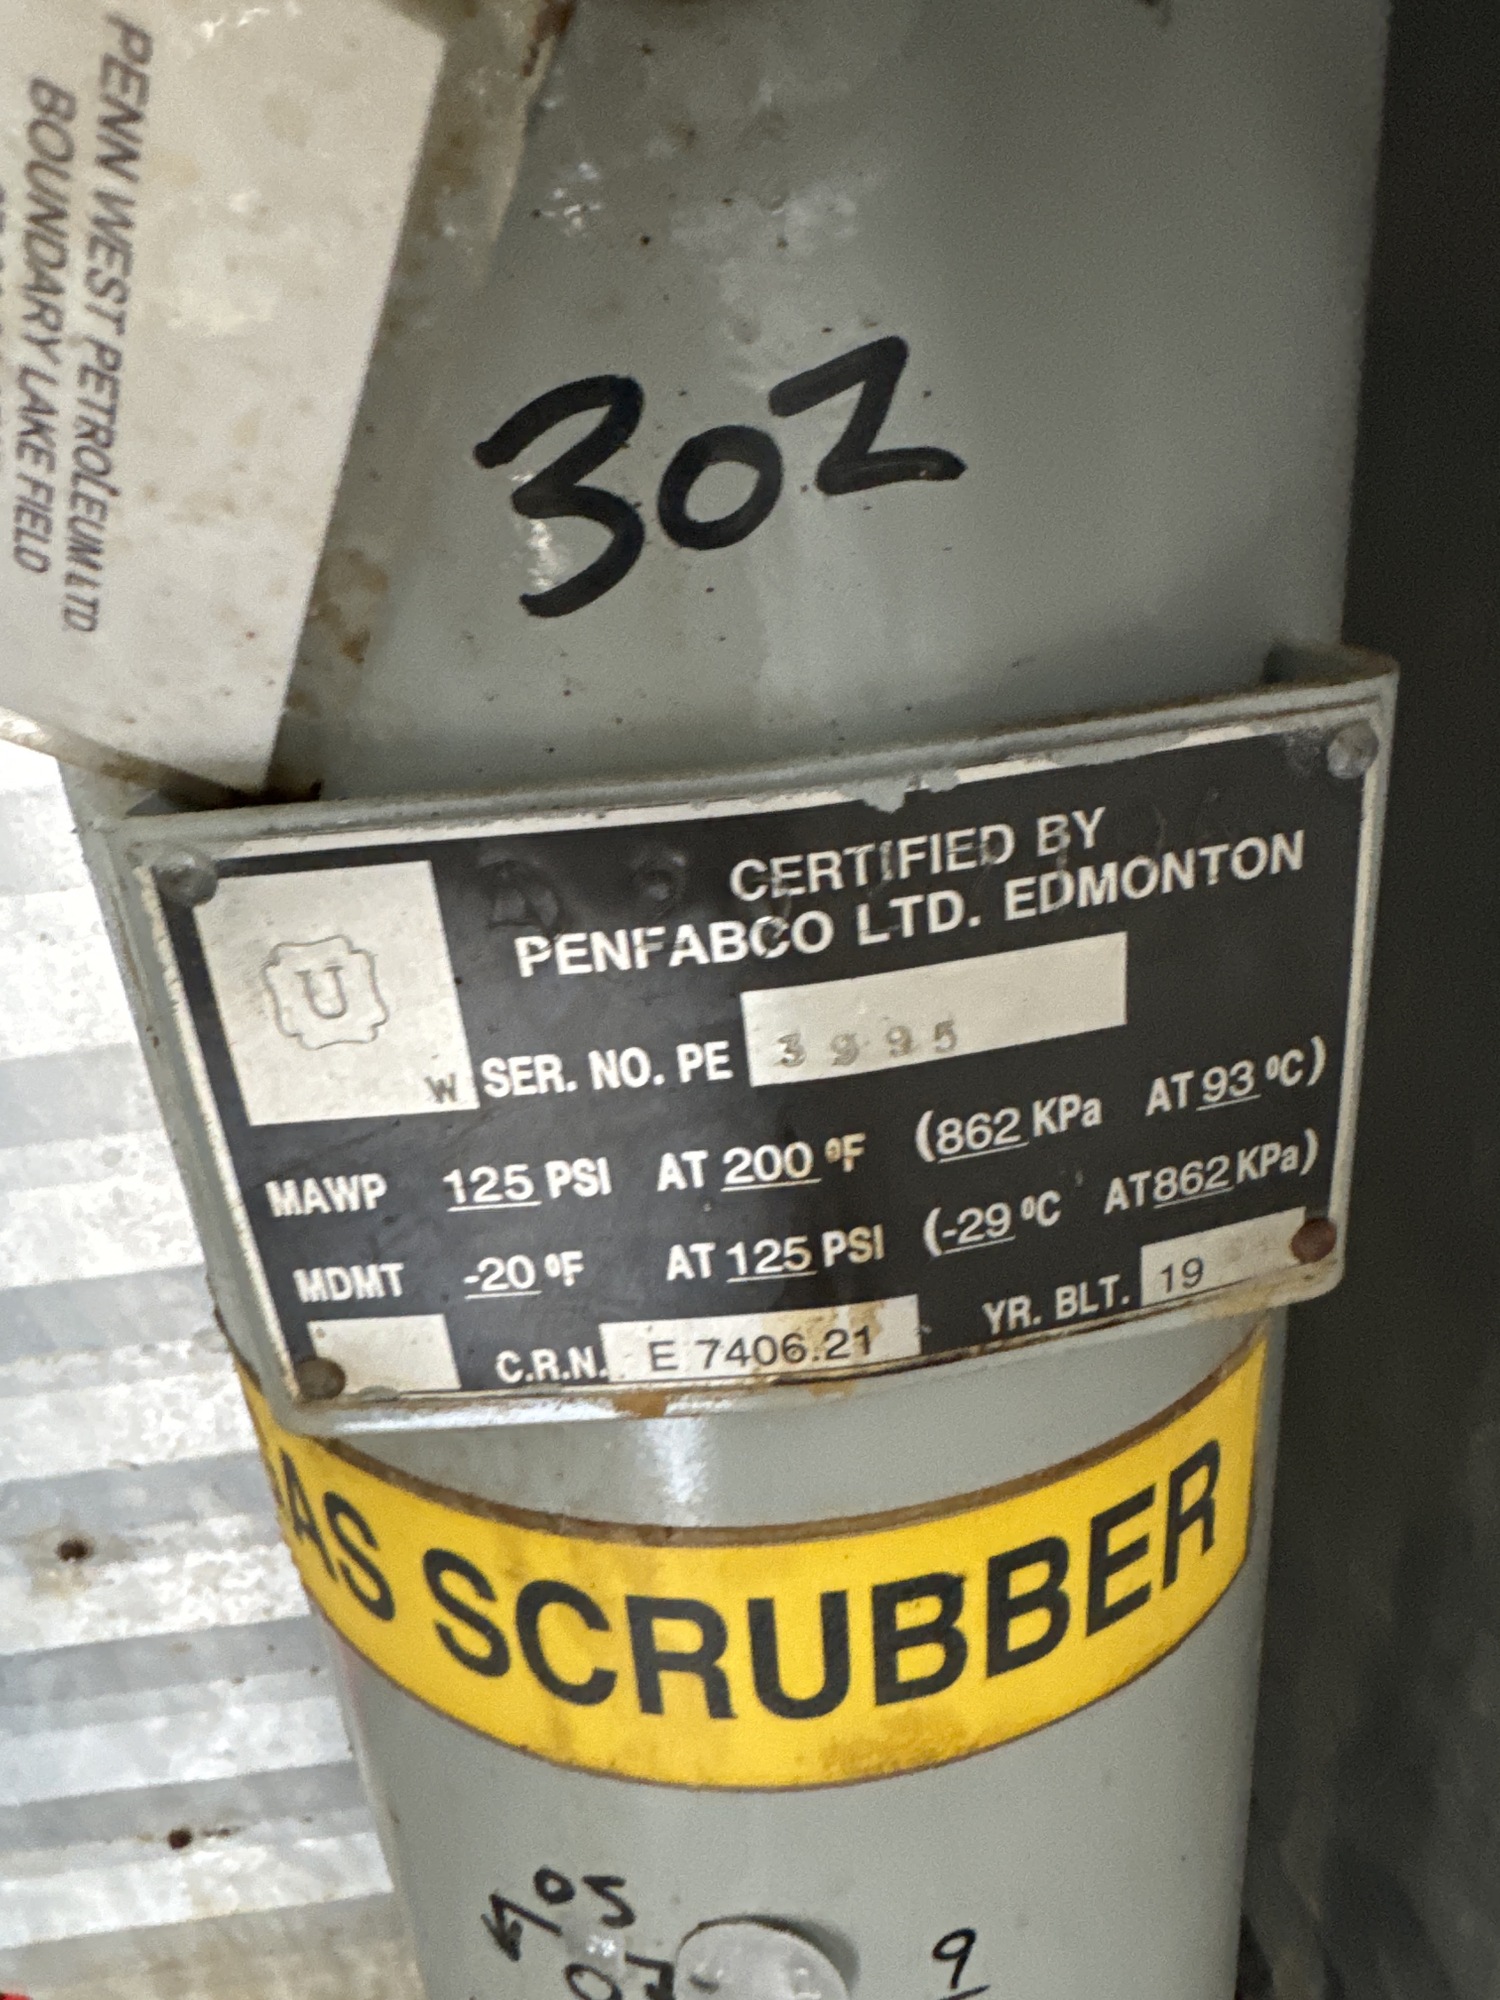 PENN WEST PETROLEUM LTD.
BOUNDARY LAKE FIELD
302
CERTIFIED BY
PENFABCO LTD. EDMONTON
U
W
SER. NO. PE 3995
MAWP 125 PSI AT 200 ºF (862 KPa AT 93 ºC)
MDMT -20 ºF AT 125 PSI (-29 ºC AT 862 KPa)
C.R.N. E 7406.21 YR. BLT. 19
AS SCRUBBER
9